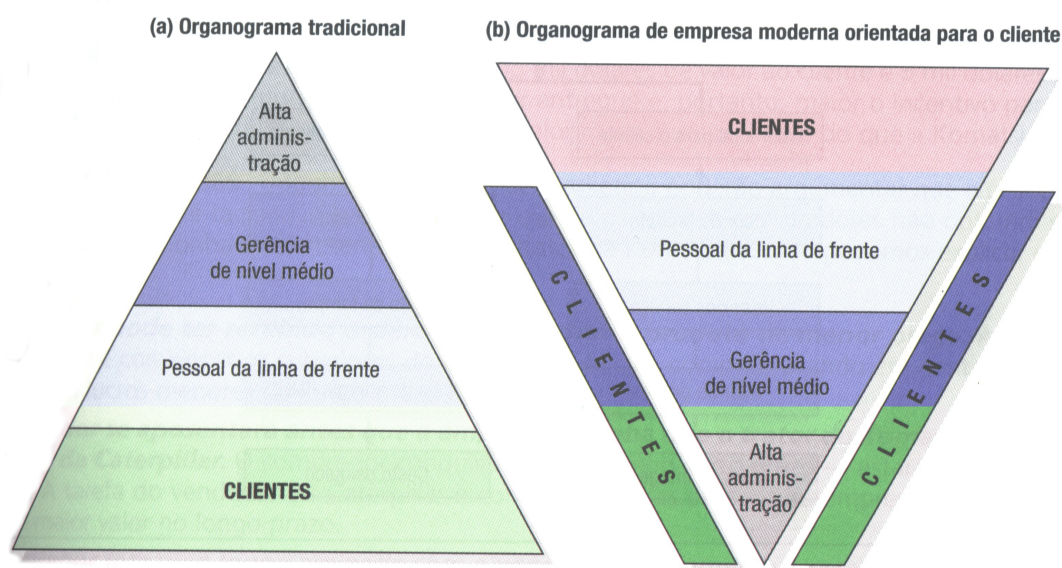 (a) Organograma tradicional
Alta
adminis-
tração
Gerência
de nível médio
Pessoal da linha de frente
CLIENTES
(b) Organograma de empresa moderna orientada para o cliente
CLIENTES
Pessoal da linha de frente
Gerência
de nível médio
Alta
adminis-
tração
CLIENTES
CLIENTES